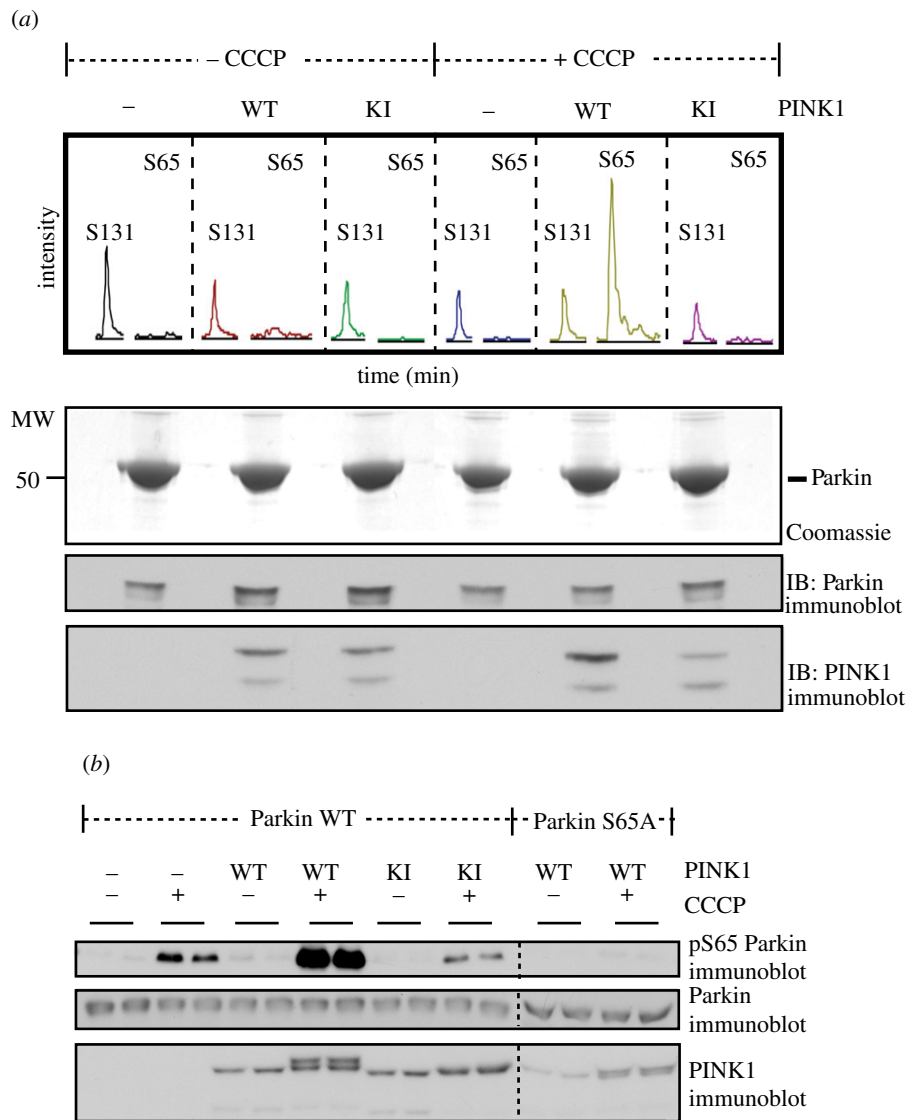 (a)
– CCCP + CCCP
– WT KI – WT KI PINK1
S65 S65 S65 S65 S65 S65
S131 S131 S131 S131 S131 S131
intensity
time (min)
MW
50 Parkin
Coomassie
IB: Parkin
immunoblot
IB: PINK1
immunoblot
(b)
Parkin WT Parkin S65A
– – WT WT KI KI WT WT PINK1
– + – + – + – + CCCP
pS65 Parkin
immunoblot
Parkin
immunoblot
PINK1
immunoblot